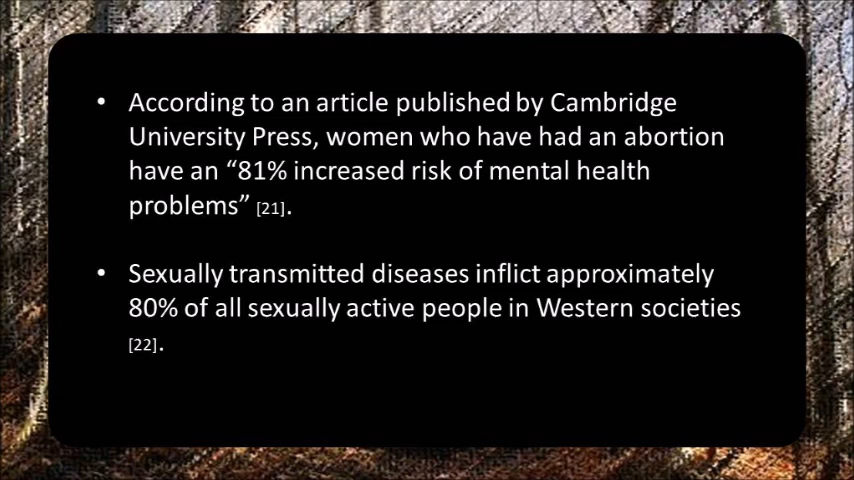 • According to an article published by Cambridge
University Press, women who have had an abortion
have an “81% increased risk of mental health
problems” [21].
• Sexually transmitted diseases inflict approximately
80% of all sexually active people in Western societies
[22].